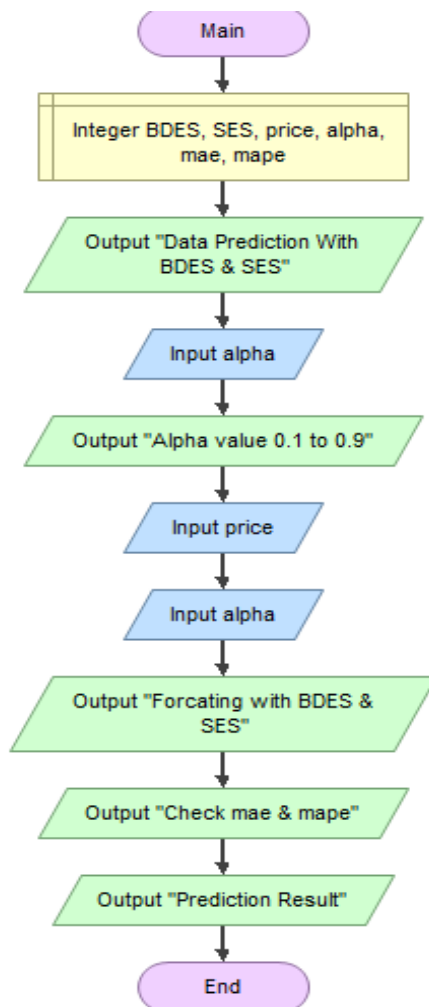 Main
Integer BDES, SES, price, alpha,
mae, mape
Output "Data Prediction With
BDES & SES"
Input alpha
Output "Alpha value 0.1 to 0.9"
Input price
Input alpha
Output "Forcating with BDES &
SES"
Output "Check mae & mape"
Output "Prediction Result"
End